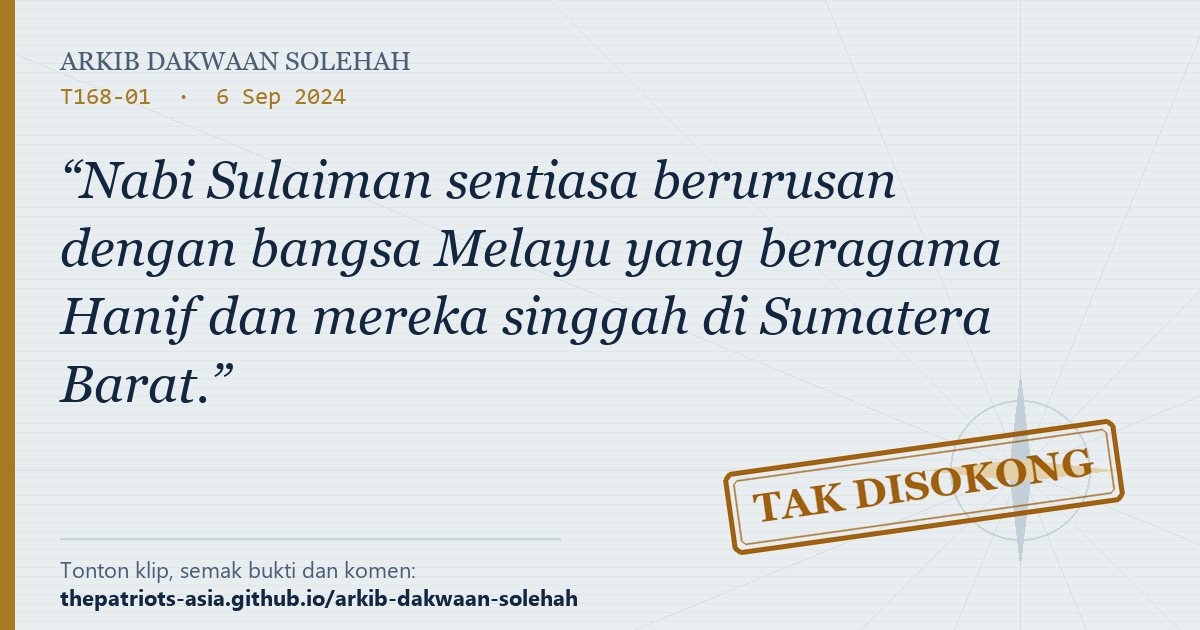 ARKIB DAKWAAN SOLEHAH
T168-01 · 6 Sep 2024
“Nabi Sulaiman sentiasa berurusan
dengan bangsa Melayu yang beragama
Hanif dan mereka singgah di Sumatera
Barat.”
TAK DISOKONG
Tonton klip, semak bukti dan komen:
thepatriots-asia.github.io/arkib-dakwaan-solehah